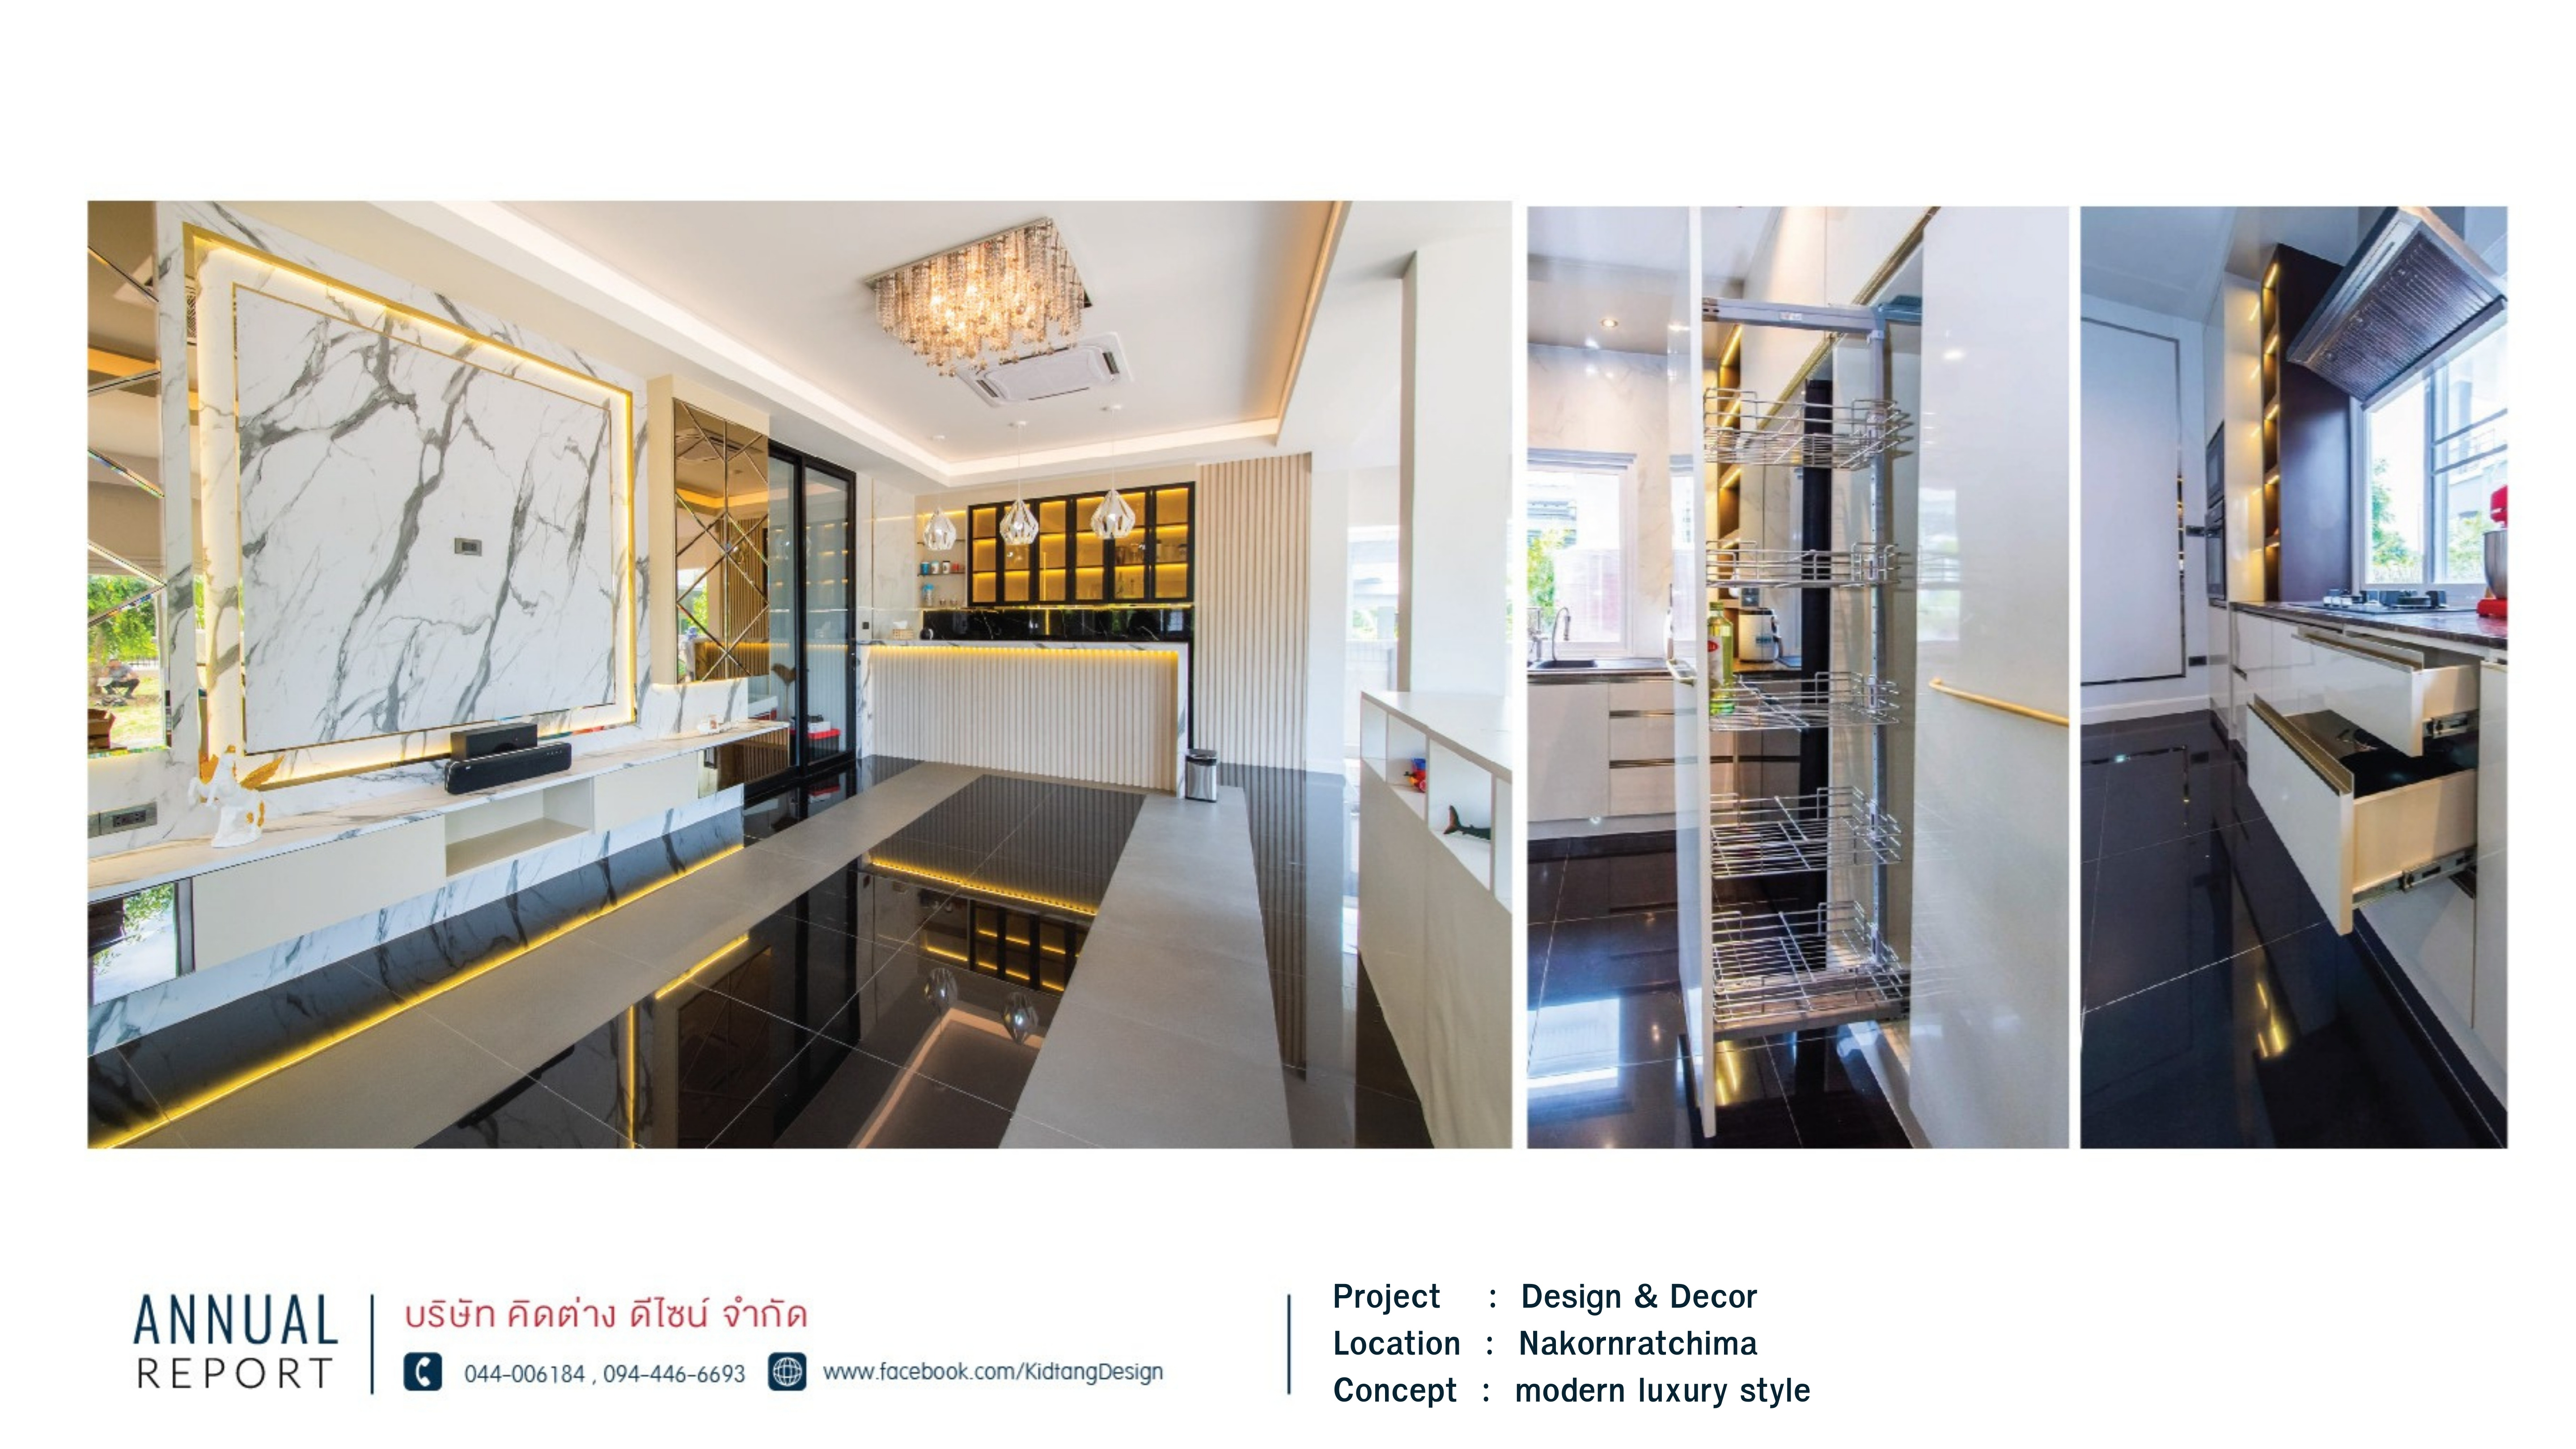 ANNUAL
REPORT
บริษัท คิดต่าง ดีไซน์ จำกัด
044-006184 , 094-446-6693
www.facebook.com/KidtangDesign
Project : Design & Decor
Location : Nakornratchima
Concept : modern luxury style